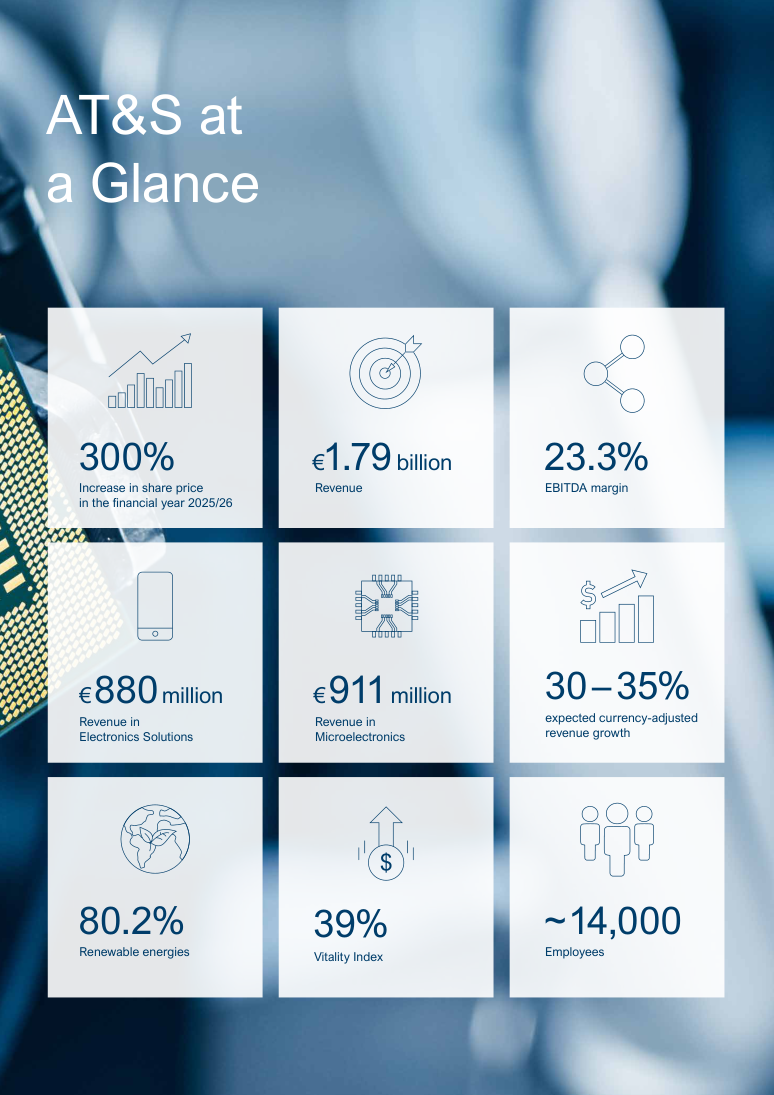 AT&S at
a Glance
300%
Increase in share price
in the financial year 2025/26
€1.79 billion
Revenue
23.3%
EBITDA margin
€880 million
Revenue in
Electronics Solutions
€911 million
Revenue in
Microelectronics
$
30–35%
expected currency-adjusted
revenue growth
80.2%
Renewable energies
$
39%
Vitality Index
~14,000
Employees